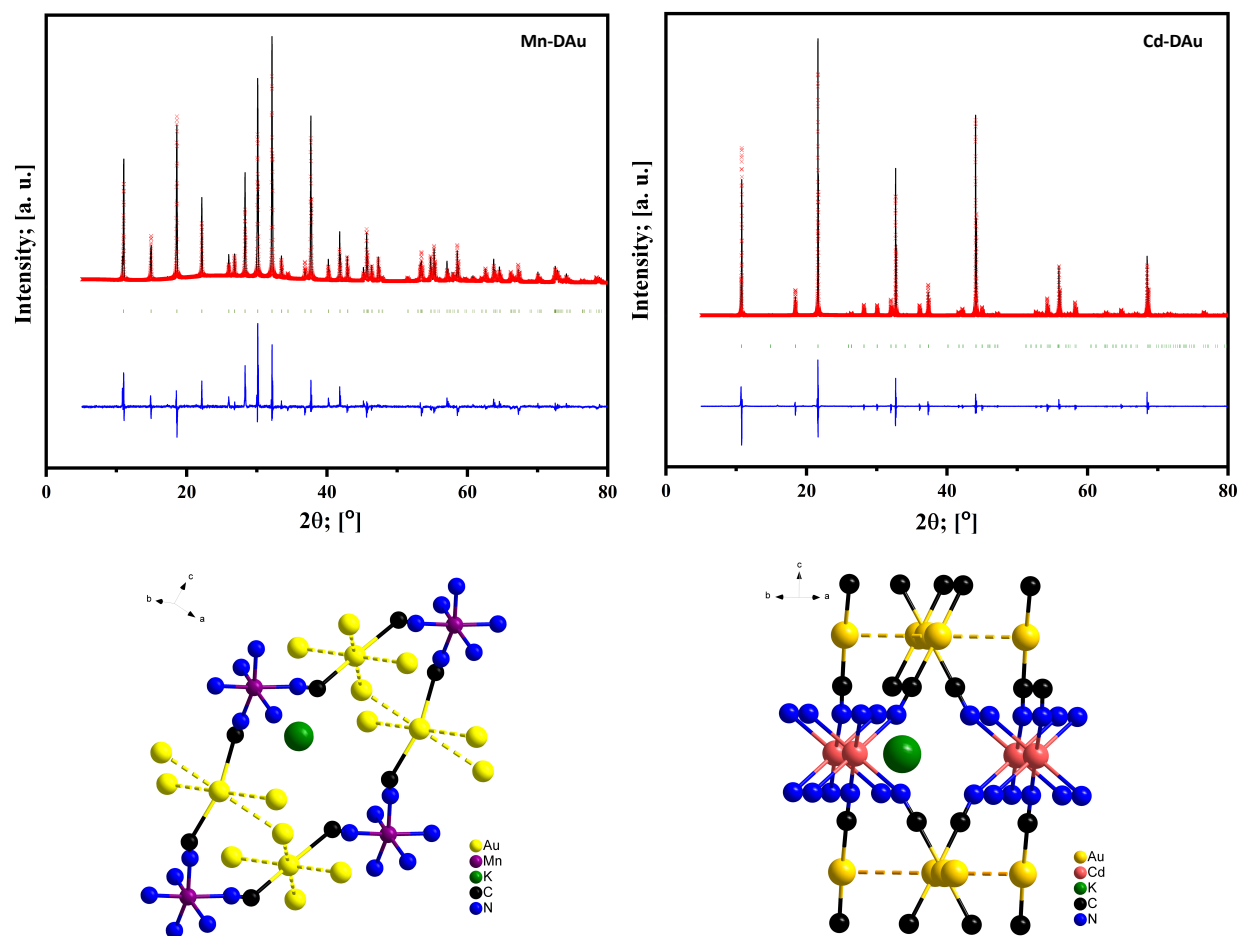 Mn-DAu
Intensity; [a. u.]
0 20 40 60 80
2θ; [°]
Cd-DAu
Intensity; [a. u.]
0 20 40 60 80
2θ; [°]
c
b
a
Au
Mn
K
C
N
c
b a
Au
Cd
K
C
N